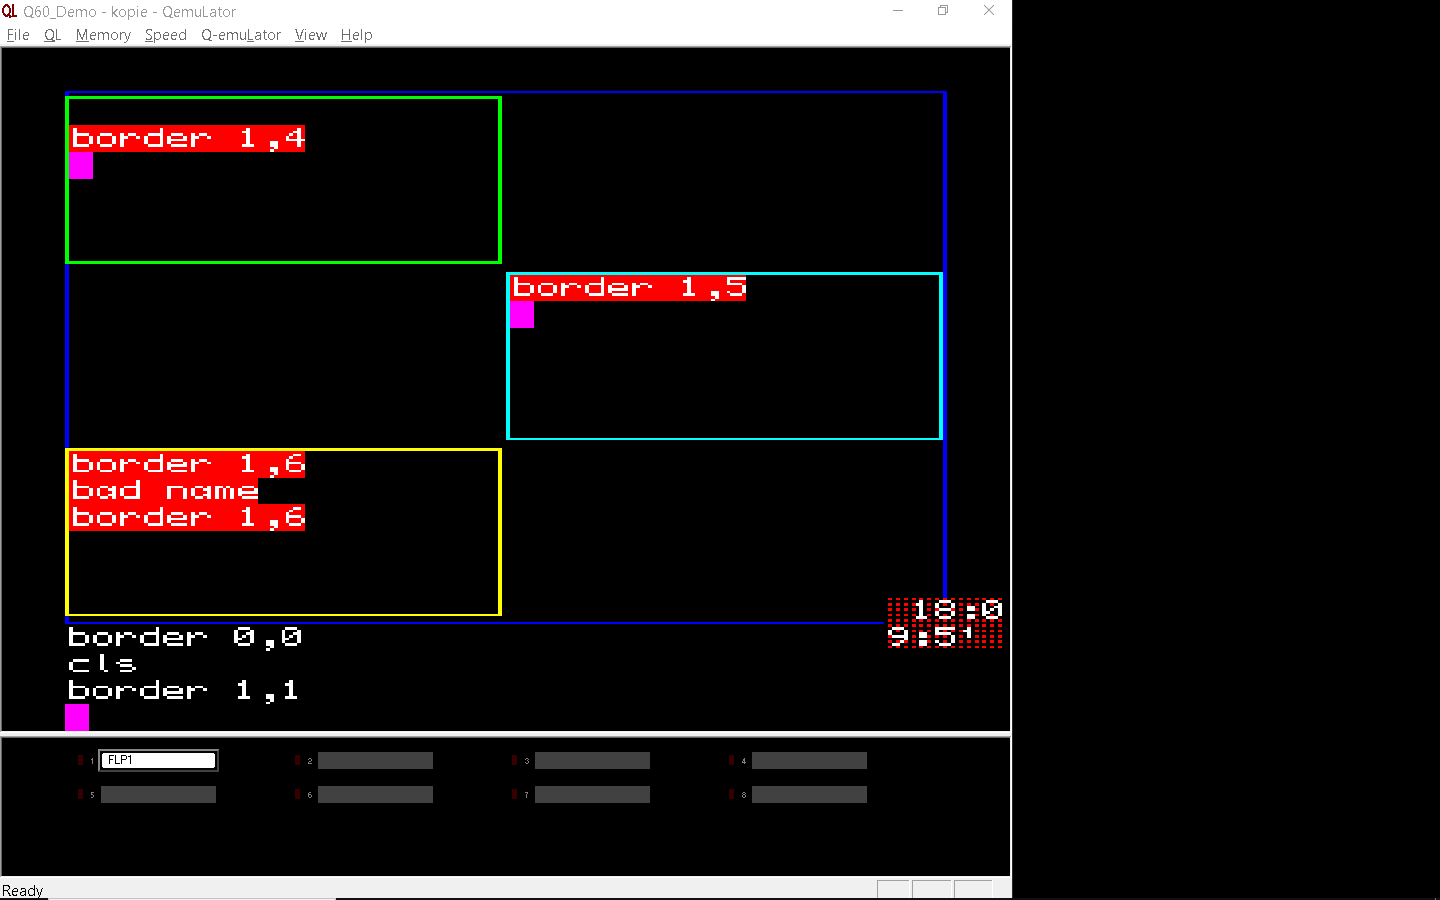 QL Q60_Demo - kopie - QemuLator
File QL Memory Speed Q-emuLator View Help
border 1,4
border 1,5
border 1,6
bad name
border 1,6
18:0
9:5
border 0,0
cls
border 1,1
1 FLP1 2 3 4
5 6 7 8
Ready